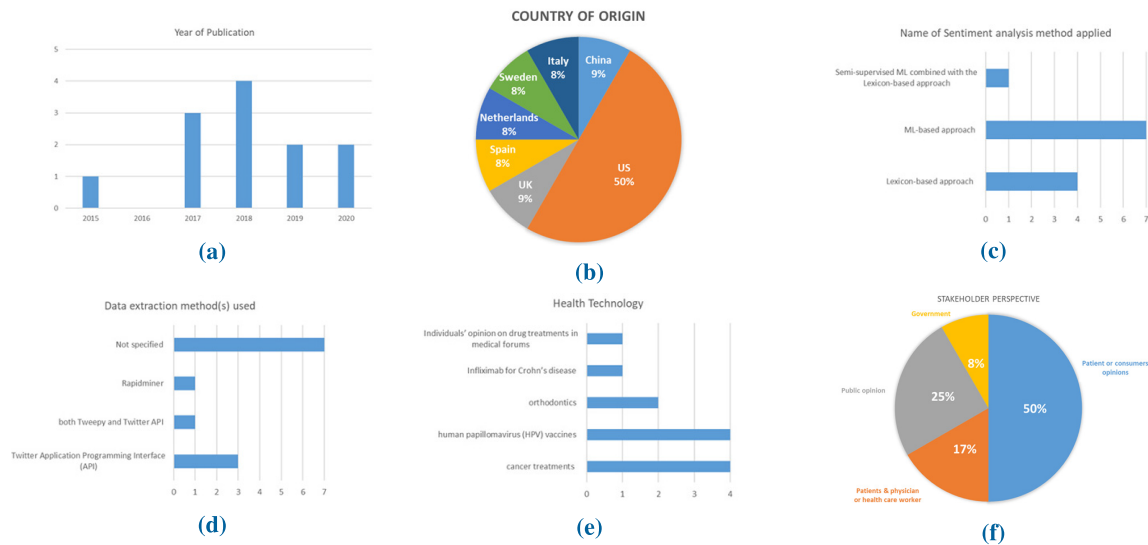 Year of Publication
5
4
3
2
1
0
2015 2016 2017 2018 2019 2020
(a)
COUNTRY OF ORIGIN
Italy
8%
China
9%
Sweden
8%
Netherlands
8%
Spain
8%
UK
9%
US
50%
(b)
Name of Sentiment analysis method applied
Semi-supervised ML combined with the
Lexicon-based approach
ML-based approach
Lexicon-based approach
0 1 2 3 4 5 6 7
(c)
Data extraction method(s) used
Not specified
Rapidminer
both Tweepy and Twitter API
Twitter Application Programming Interface
(API)
0 1 2 3 4 5 6 7
(d)
Health Technology
Individuals' opinion on drug treatments in
medical forums
Infliximab for Crohn's disease
orthodontics
human papillomavirus (HPV) vaccines
cancer treatments
0 1 2 3 4
(e)
STAKEHOLDER PERSPECTIVE
Government
8%
Patient or consumers
opinions
50%
Public opinion
25%
17%
Patients & physician
or health care worker
(f)